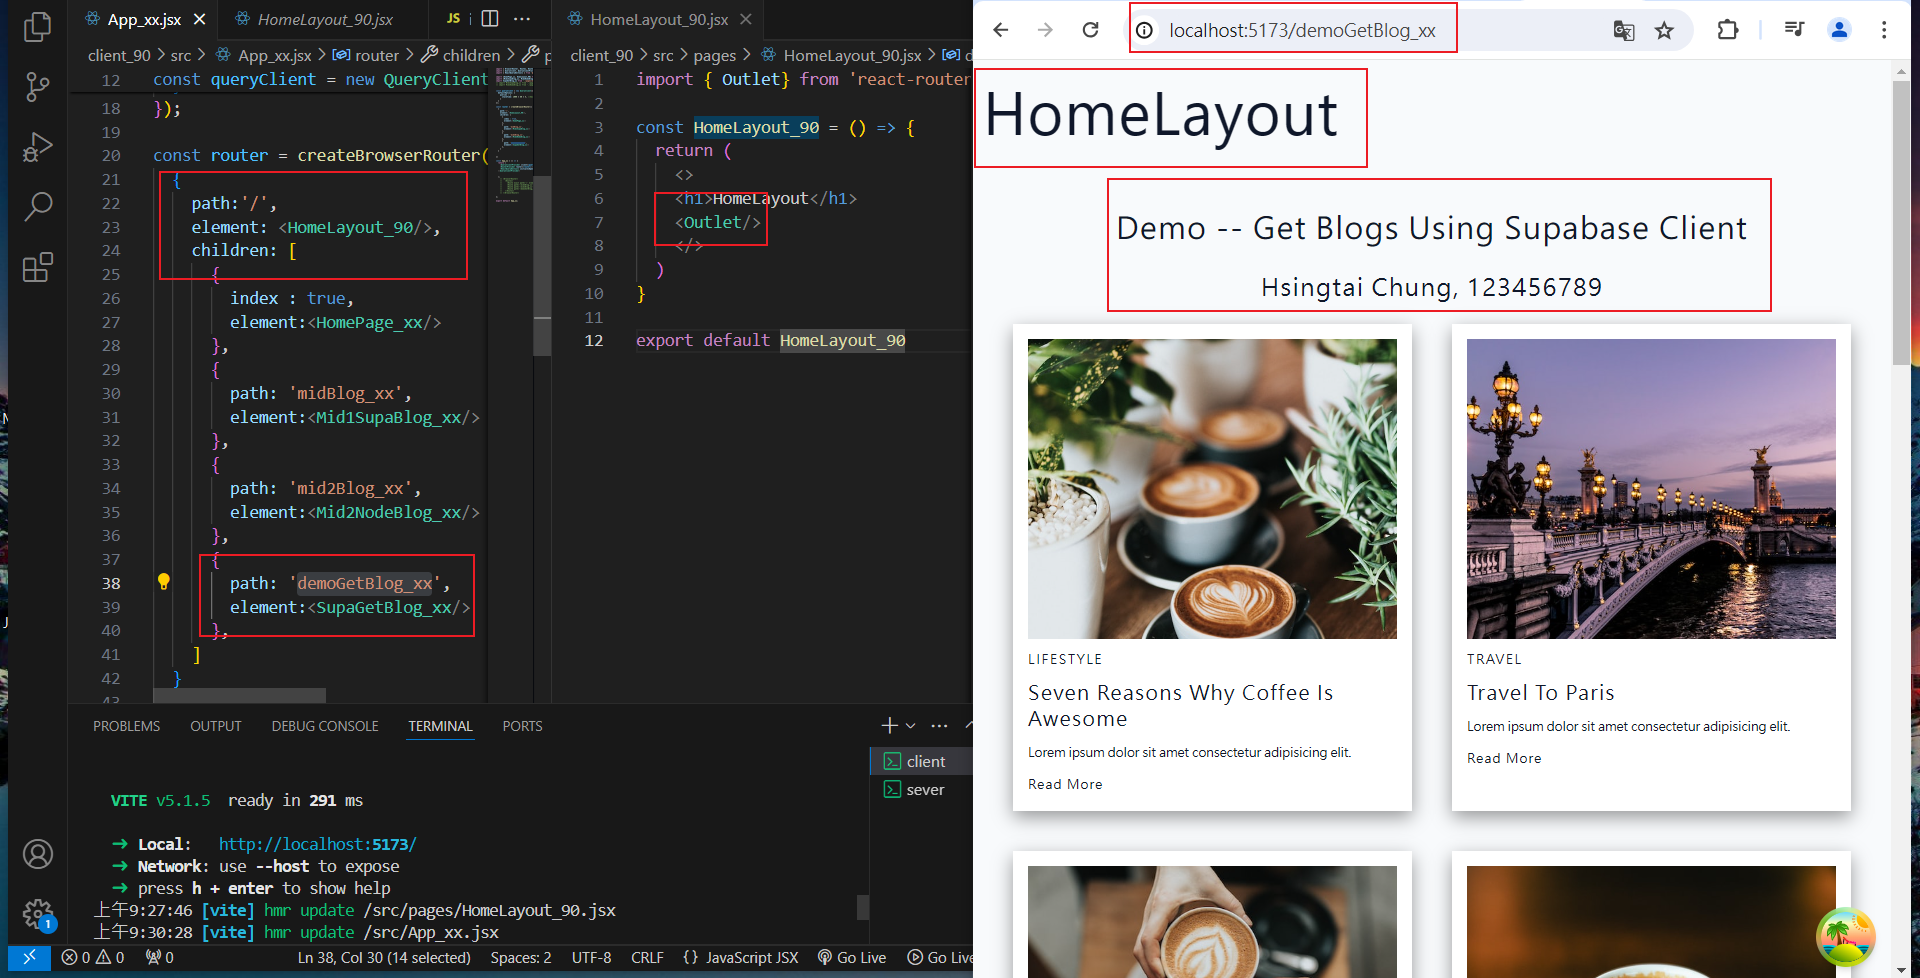 App_xx.jsx
HomeLayout_90.jsx
JS
client_90 > src > App_xx.jsx > router > children >
12 const queryClient = new QueryClient
18 });
19
20 const router = createBrowserRouter(
21 {
22 path:'/',
23 element: <HomeLayout_90/>,
24 children: [
25 {
26 index : true,
27 element:<HomePage_xx/>
28 },
29 {
30 path: 'midBlog_xx',
31 element:<Mid1SupaBlog_xx/>
32 },
33 {
34 path: 'mid2Blog_xx',
35 element:<Mid2NodeBlog_xx/>
36 },
37 {
38 path: 'demoGetBlog_xx',
39 element:<SupaGetBlog_xx/>
40 },
41 ]
42 }
43
HomeLayout_90.jsx
client_90 > src > pages > HomeLayout_90.jsx >
1 import { Outlet} from 'react-router
2
3 const HomeLayout_90 = () => {
4 return (
5 <>
6 <h1>HomeLayout</h1>
7 <Outlet/>
8 </>
9 )
10 }
11
12 export default HomeLayout_90
PROBLEMS OUTPUT DEBUG CONSOLE TERMINAL PORTS
client
sever
VITE v5.1.5 ready in 291 ms
➜ Local: http://localhost:5173/
➜ Network: use --host to expose
➜ press h + enter to show help
上午9:27:46 [vite] hmr update /src/pages/HomeLayout_90.jsx
上午9:30:28 [vite] hmr update /src/App_xx.jsx
1
0 0 0 Ln 38, Col 30 (14 selected) Spaces: 2 UTF-8 CRLF {} JavaScript JSX Go Live Go Live
localhost:5173/demoGetBlog_xx
HomeLayout
Demo -- Get Blogs Using Supabase Client
Hsingtai Chung, 123456789
LIFESTYLE
Seven Reasons Why Coffee Is
Awesome
Lorem ipsum dolor sit amet consectetur adipisicing elit.
Read More
TRAVEL
Travel To Paris
Lorem ipsum dolor sit amet consectetur adipisicing elit.
Read More